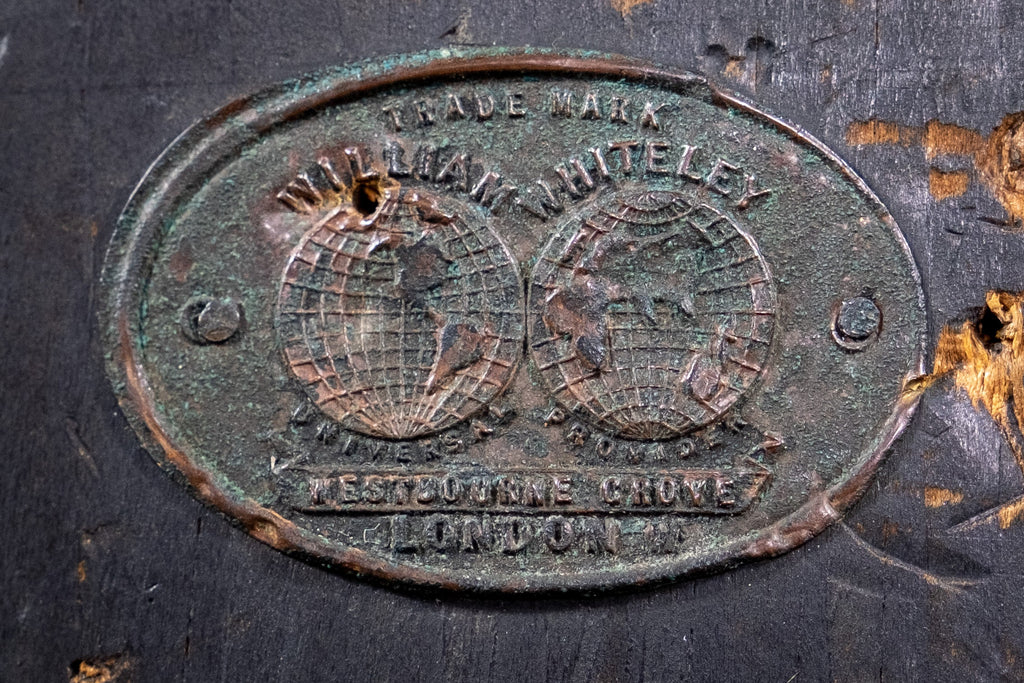 TRADE MARK
WILLIAM WHITELEY
UNIVERSAL PROVIDER
WESTBOURNE GROVE
LONDON W